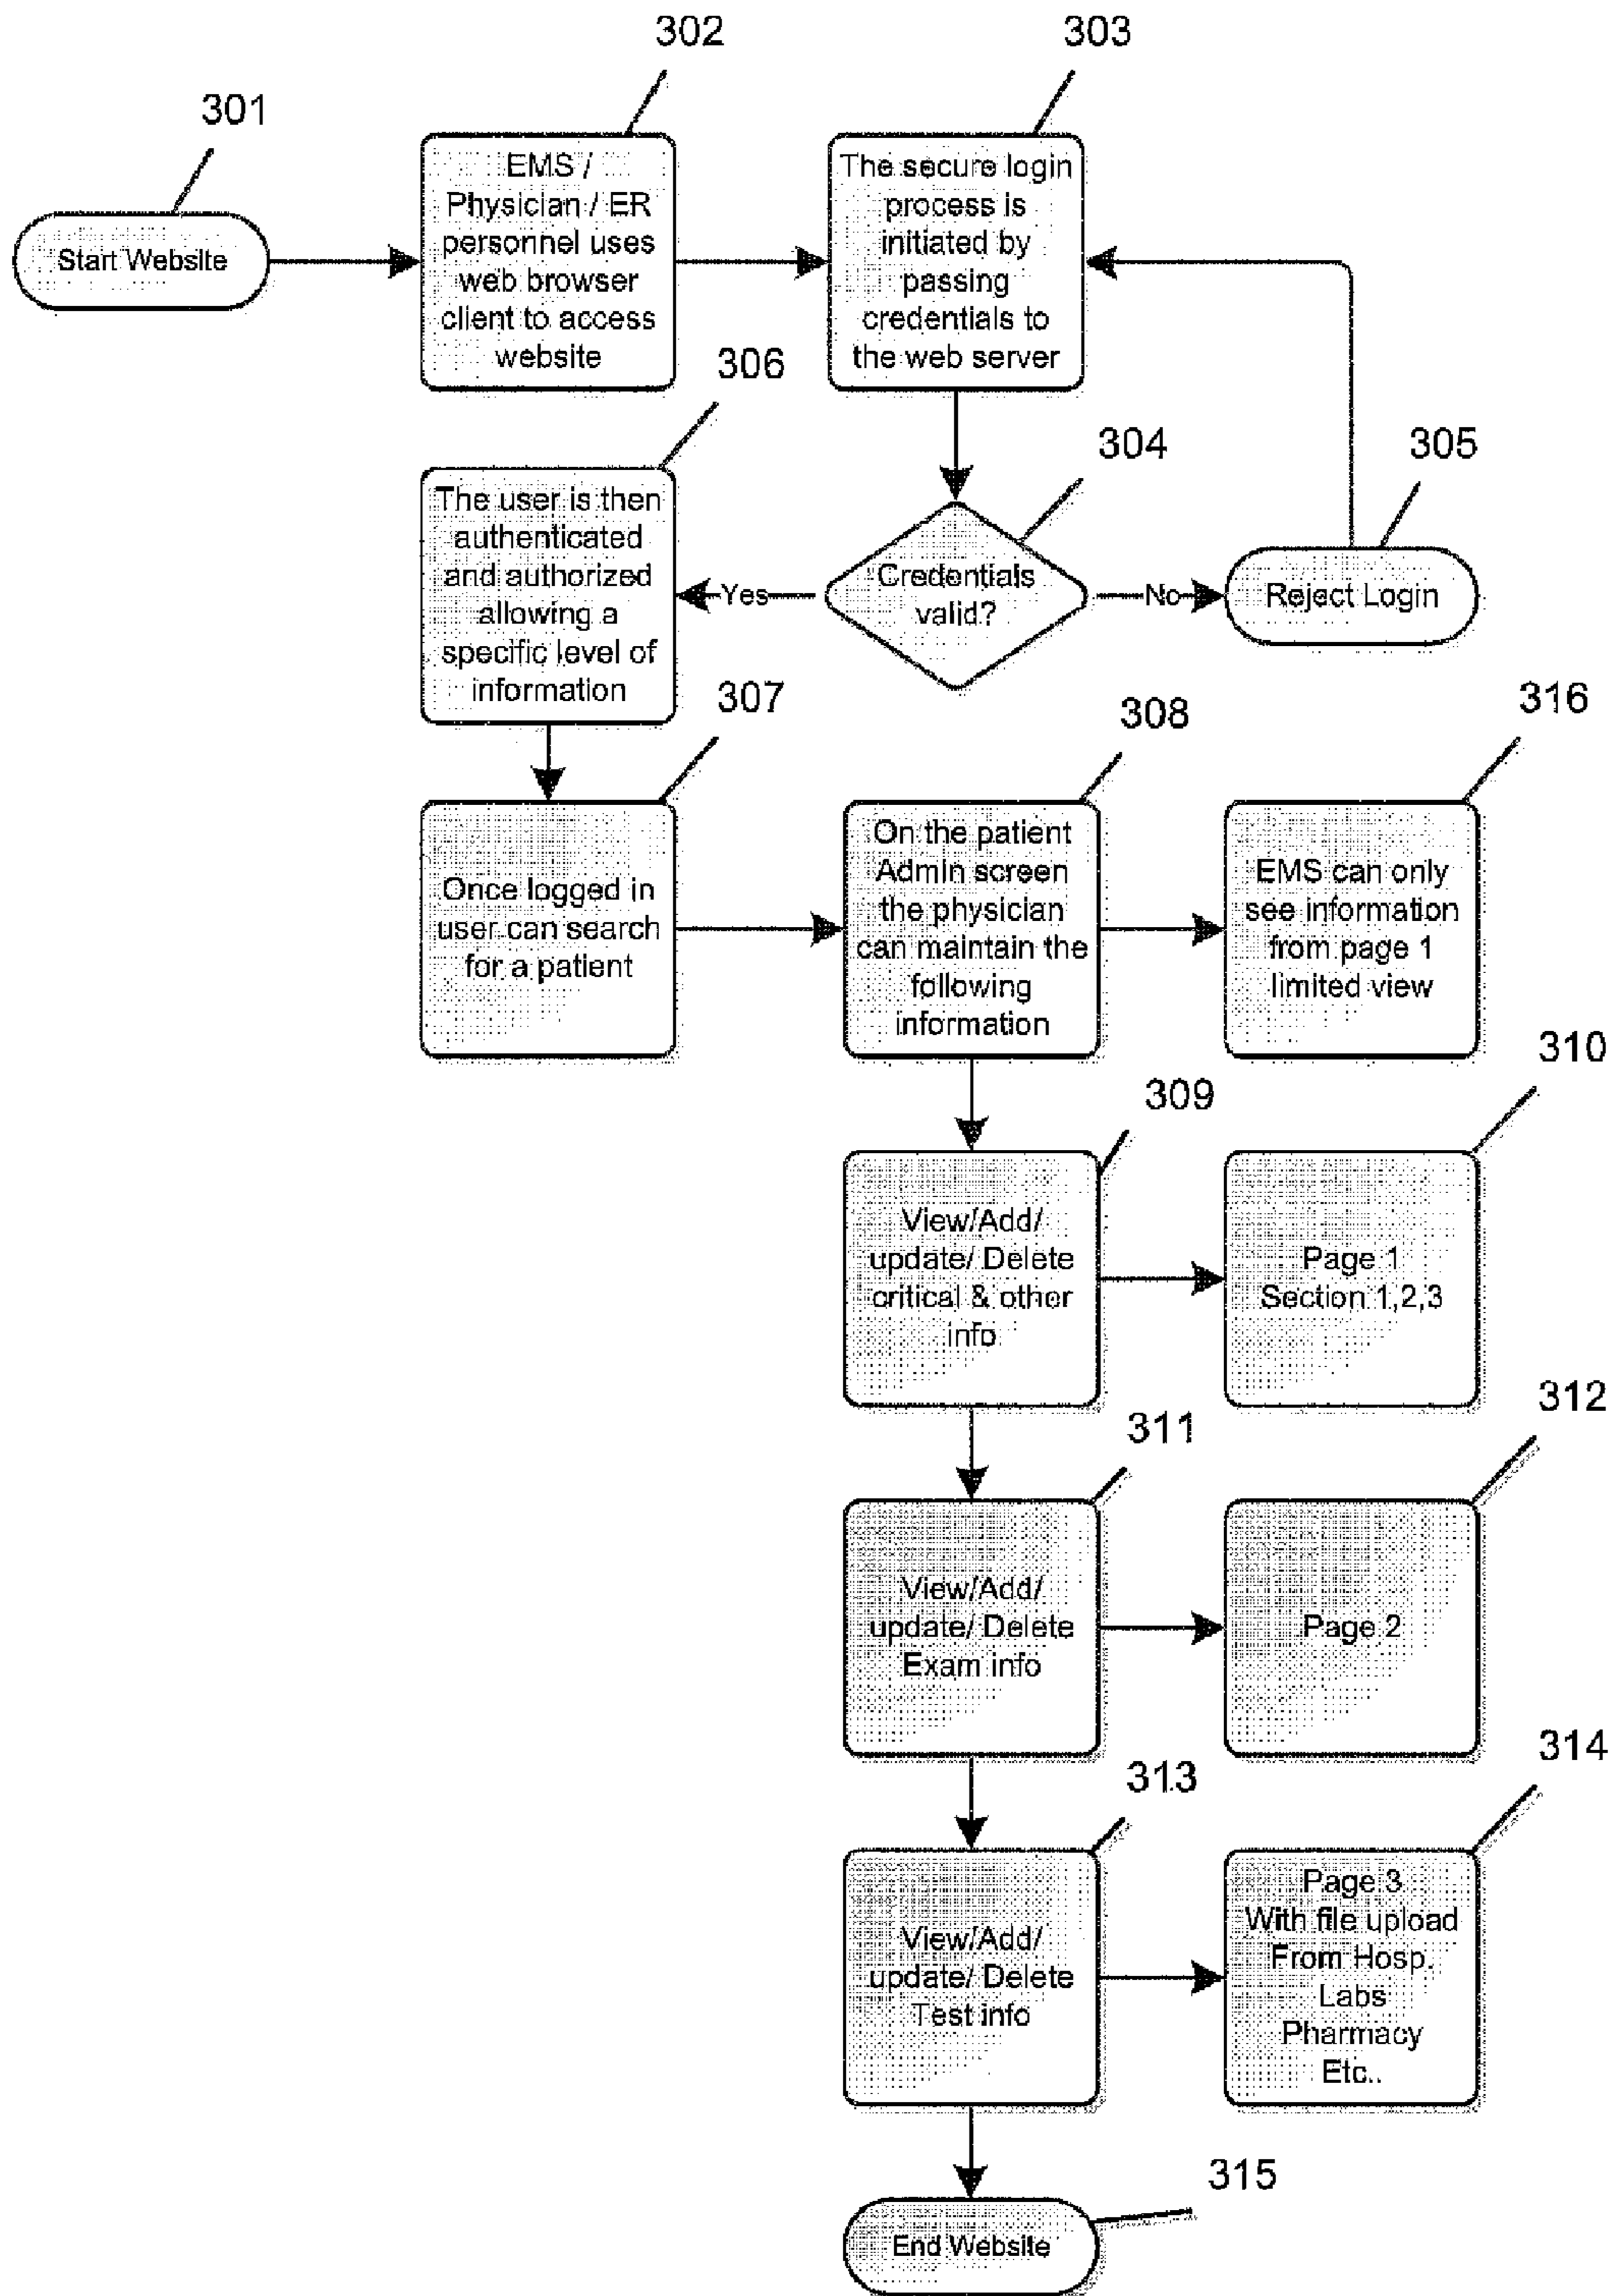 302
303
301
EMS /
Physician / ER
personnel uses
web browser
client to access
website
The secure login
process is
initiated by
passing
credentials to
the web server
Start Website
306
304
305
The user is then
authenticated
and authorized
allowing a
specific level of
information
Yes
Credentials
valid?
No
Reject Login
307
308
316
Once logged in
user can search
for a patient
On the patient
Admin screen
the physician
can maintain the
following
information
EMS can only
see information
from page 1
limited view
309
310
View/Add/
update/ Delete
critical & other
info
Page 1
Section 1,2,3
311
312
View/Add/
update/ Delete
Exam info
Page 2
313
314
View/Add/
update/ Delete
Test info
Page 3
With file upload
From Hosp.
Labs
Pharmacy
Etc..
315
End Website